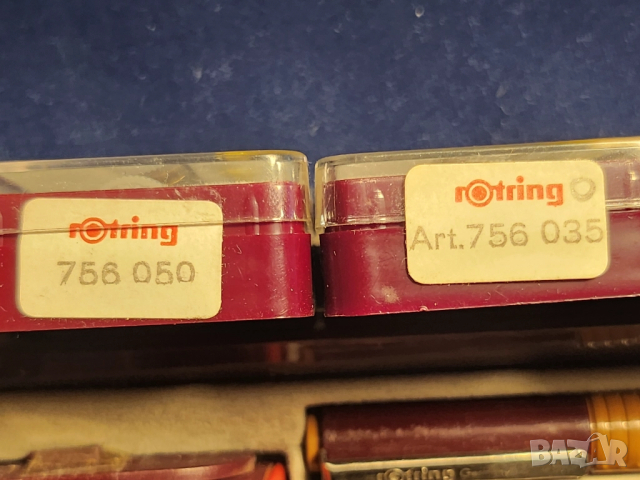 rotring
756 050
rotring
Art.756 035
rotring
BAZAR